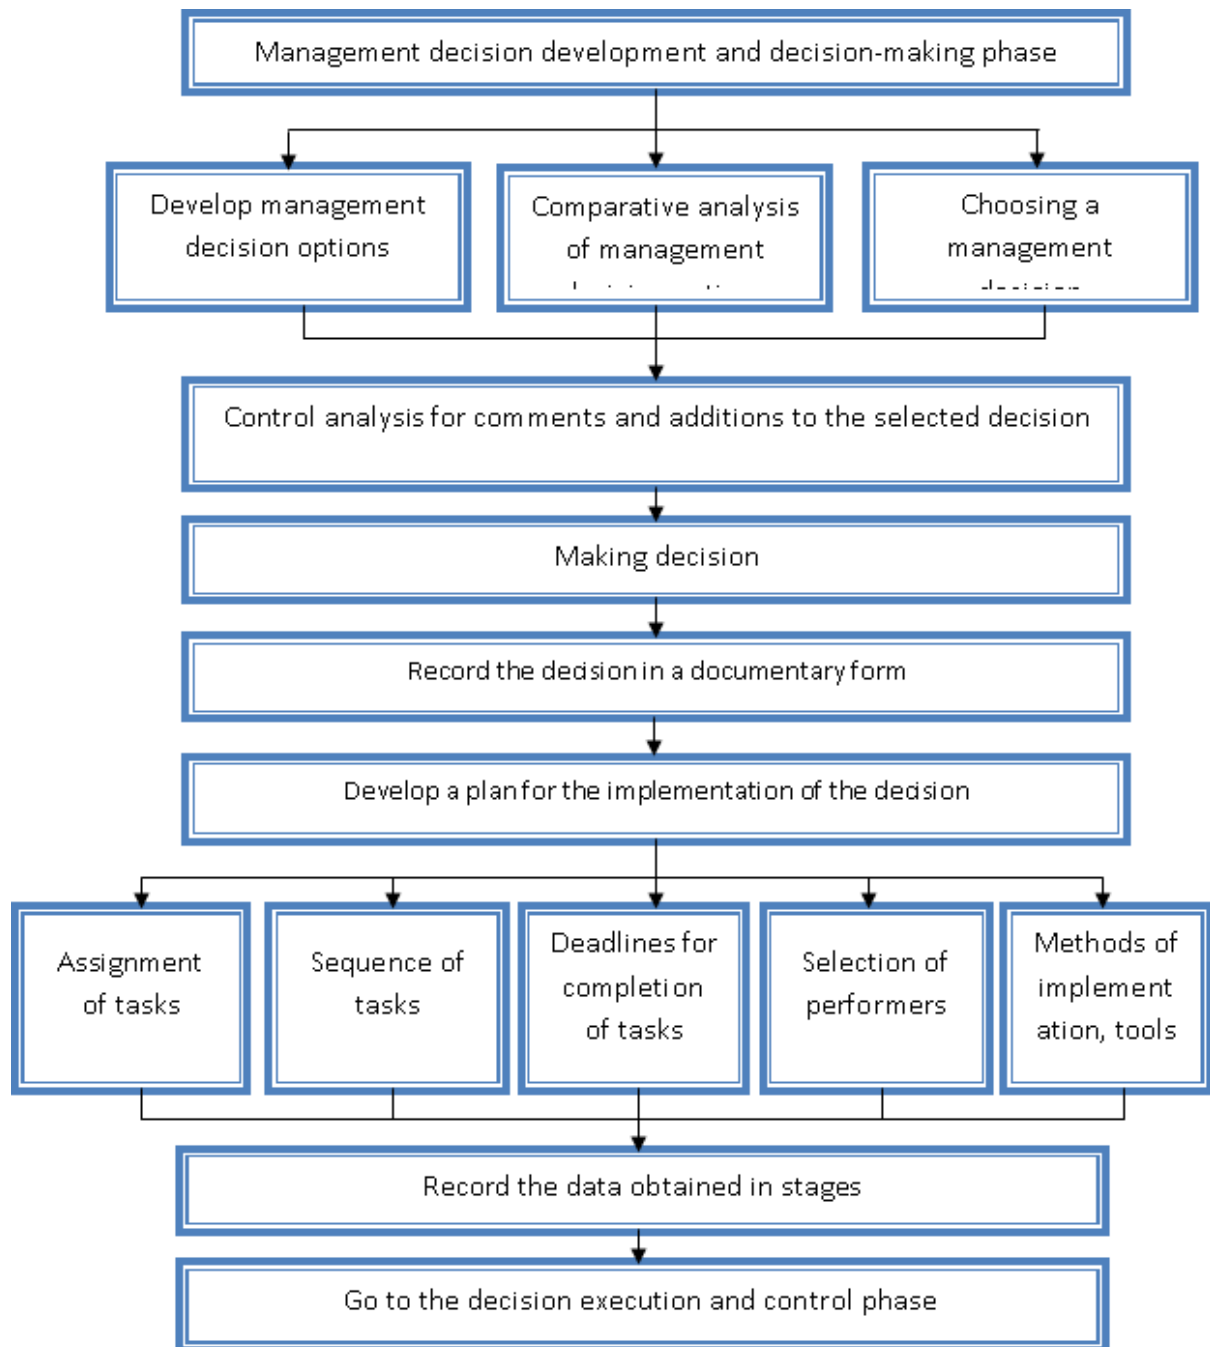 Management decision development and decision-making phase
Develop management
decision options
Comparative analysis
of management
Choosing a
management
Control analysis for comments and additions to the selected decision
Making decision
Record the decision in a documentary form
Develop a plan for the implementation of the decision
Assignment
of tasks
Sequence of
tasks
Deadlines for
completion
of tasks
Selection of
performers
Methods of
implement
ation, tools
Record the data obtained in stages
Go to the decision execution and control phase